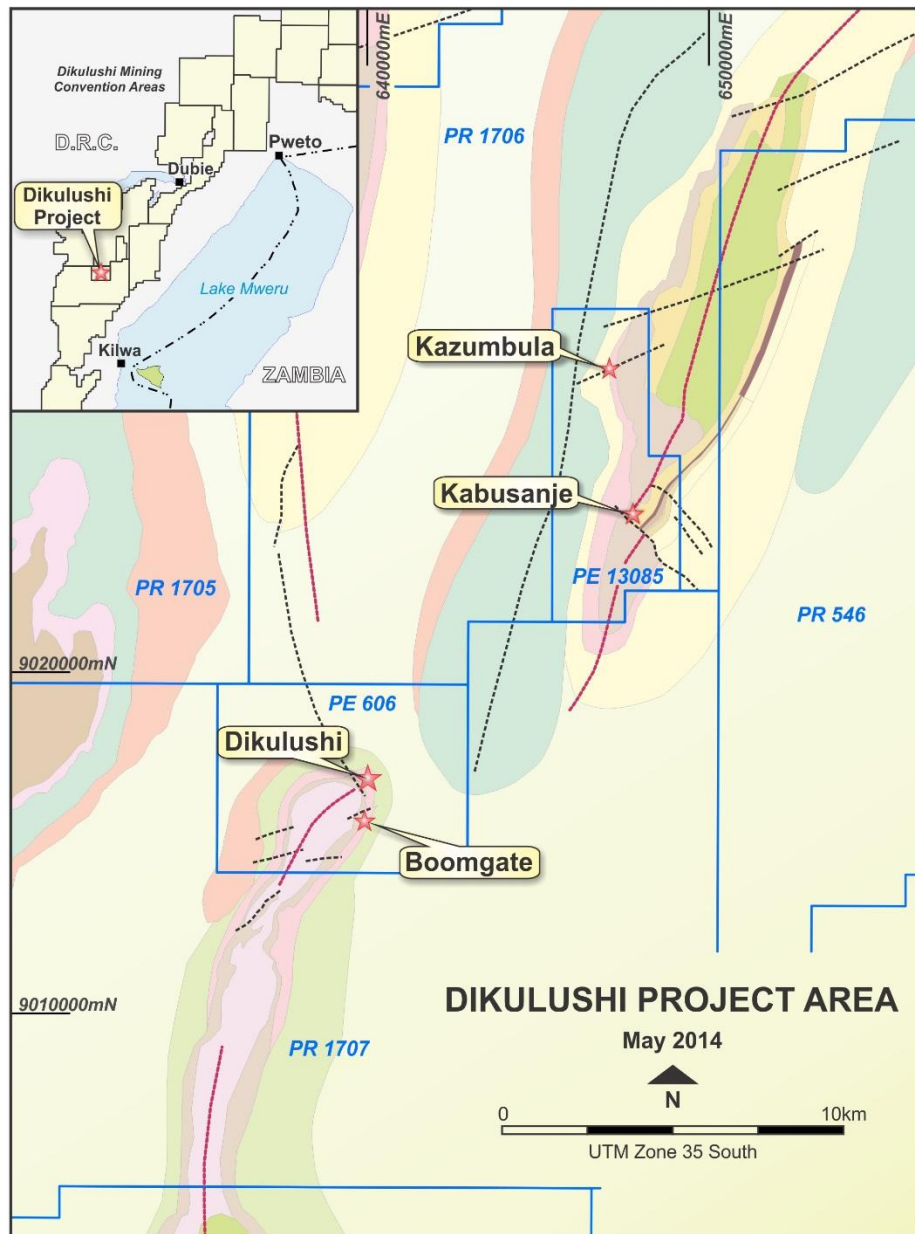 Dikulushi Mining
Convention Areas
D.R.C.
Pweto
Dubie
Dikulushi
Project
Lake Mweru
Kilwa
ZAMBIA
640000mE
650000mE
PR 1706
Kazumbula
Kabusanje
PE 13085
PR 1705
PR 546
9020000mN
PE 606
Dikulushi
Boomgate
9010000mN
DIKULUSHI PROJECT AREA
May 2014
PR 1707
N
0 10km
UTM Zone 35 South